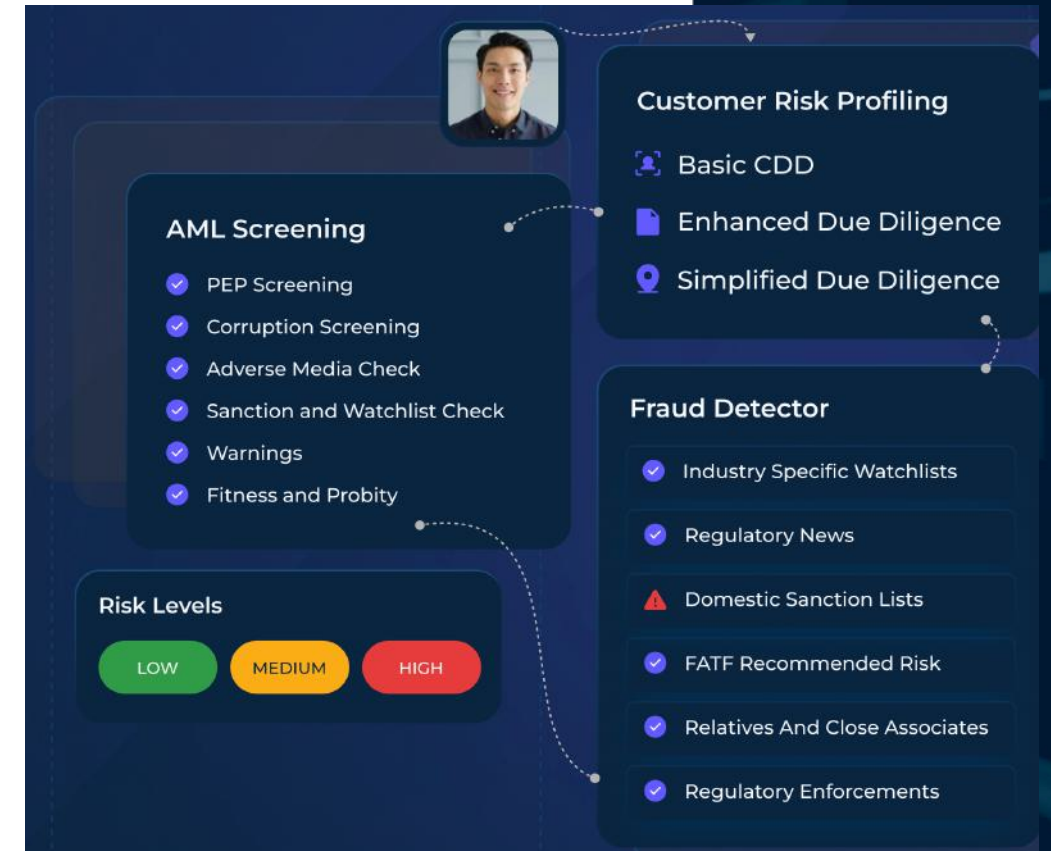 Customer Risk Profiling
Basic CDD
Enhanced Due Diligence
Simplified Due Diligence
AML Screening
PEP Screening
Corruption Screening
Adverse Media Check
Sanction and Watchlist Check
Warnings
Fitness and Probity
Risk Levels
LOW
MEDIUM
HIGH
Fraud Detector
Industry Specific Watchlists
Regulatory News
Domestic Sanction Lists
FATF Recommended Risk
Relatives And Close Associates
Regulatory Enforcements